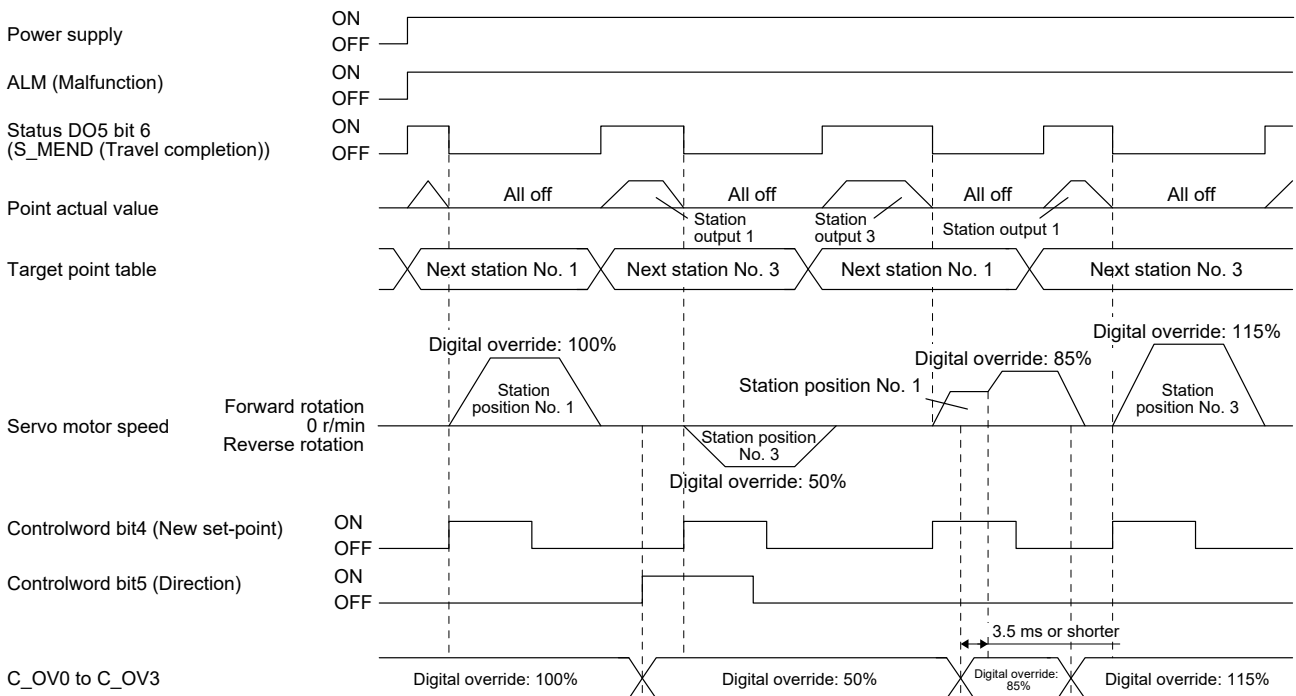 Power supply
ON
OFF
ALM (Malfunction)
ON
OFF
Status DO5 bit 6
(S_MEND (Travel completion))
ON
OFF
Point actual value
All off
All off
All off
All off
Station
output 1
Station
output 3
Station output 1
Target point table
Next station No. 1
Next station No. 3
Next station No. 1
Next station No. 3
Servo motor speed
Forward rotation
0 r/min
Reverse rotation
Digital override: 100%
Station
position No. 1
Station position
No. 3
Digital override: 50%
Station position No. 1
Digital override: 85%
Digital override: 115%
Station
position No. 3
Controlword bit4 (New set-point)
ON
OFF
Controlword bit5 (Direction)
ON
OFF
3.5 ms or shorter
C_OV0 to C_OV3
Digital override: 100%
Digital override: 50%
Digital override:
85%
Digital override: 115%